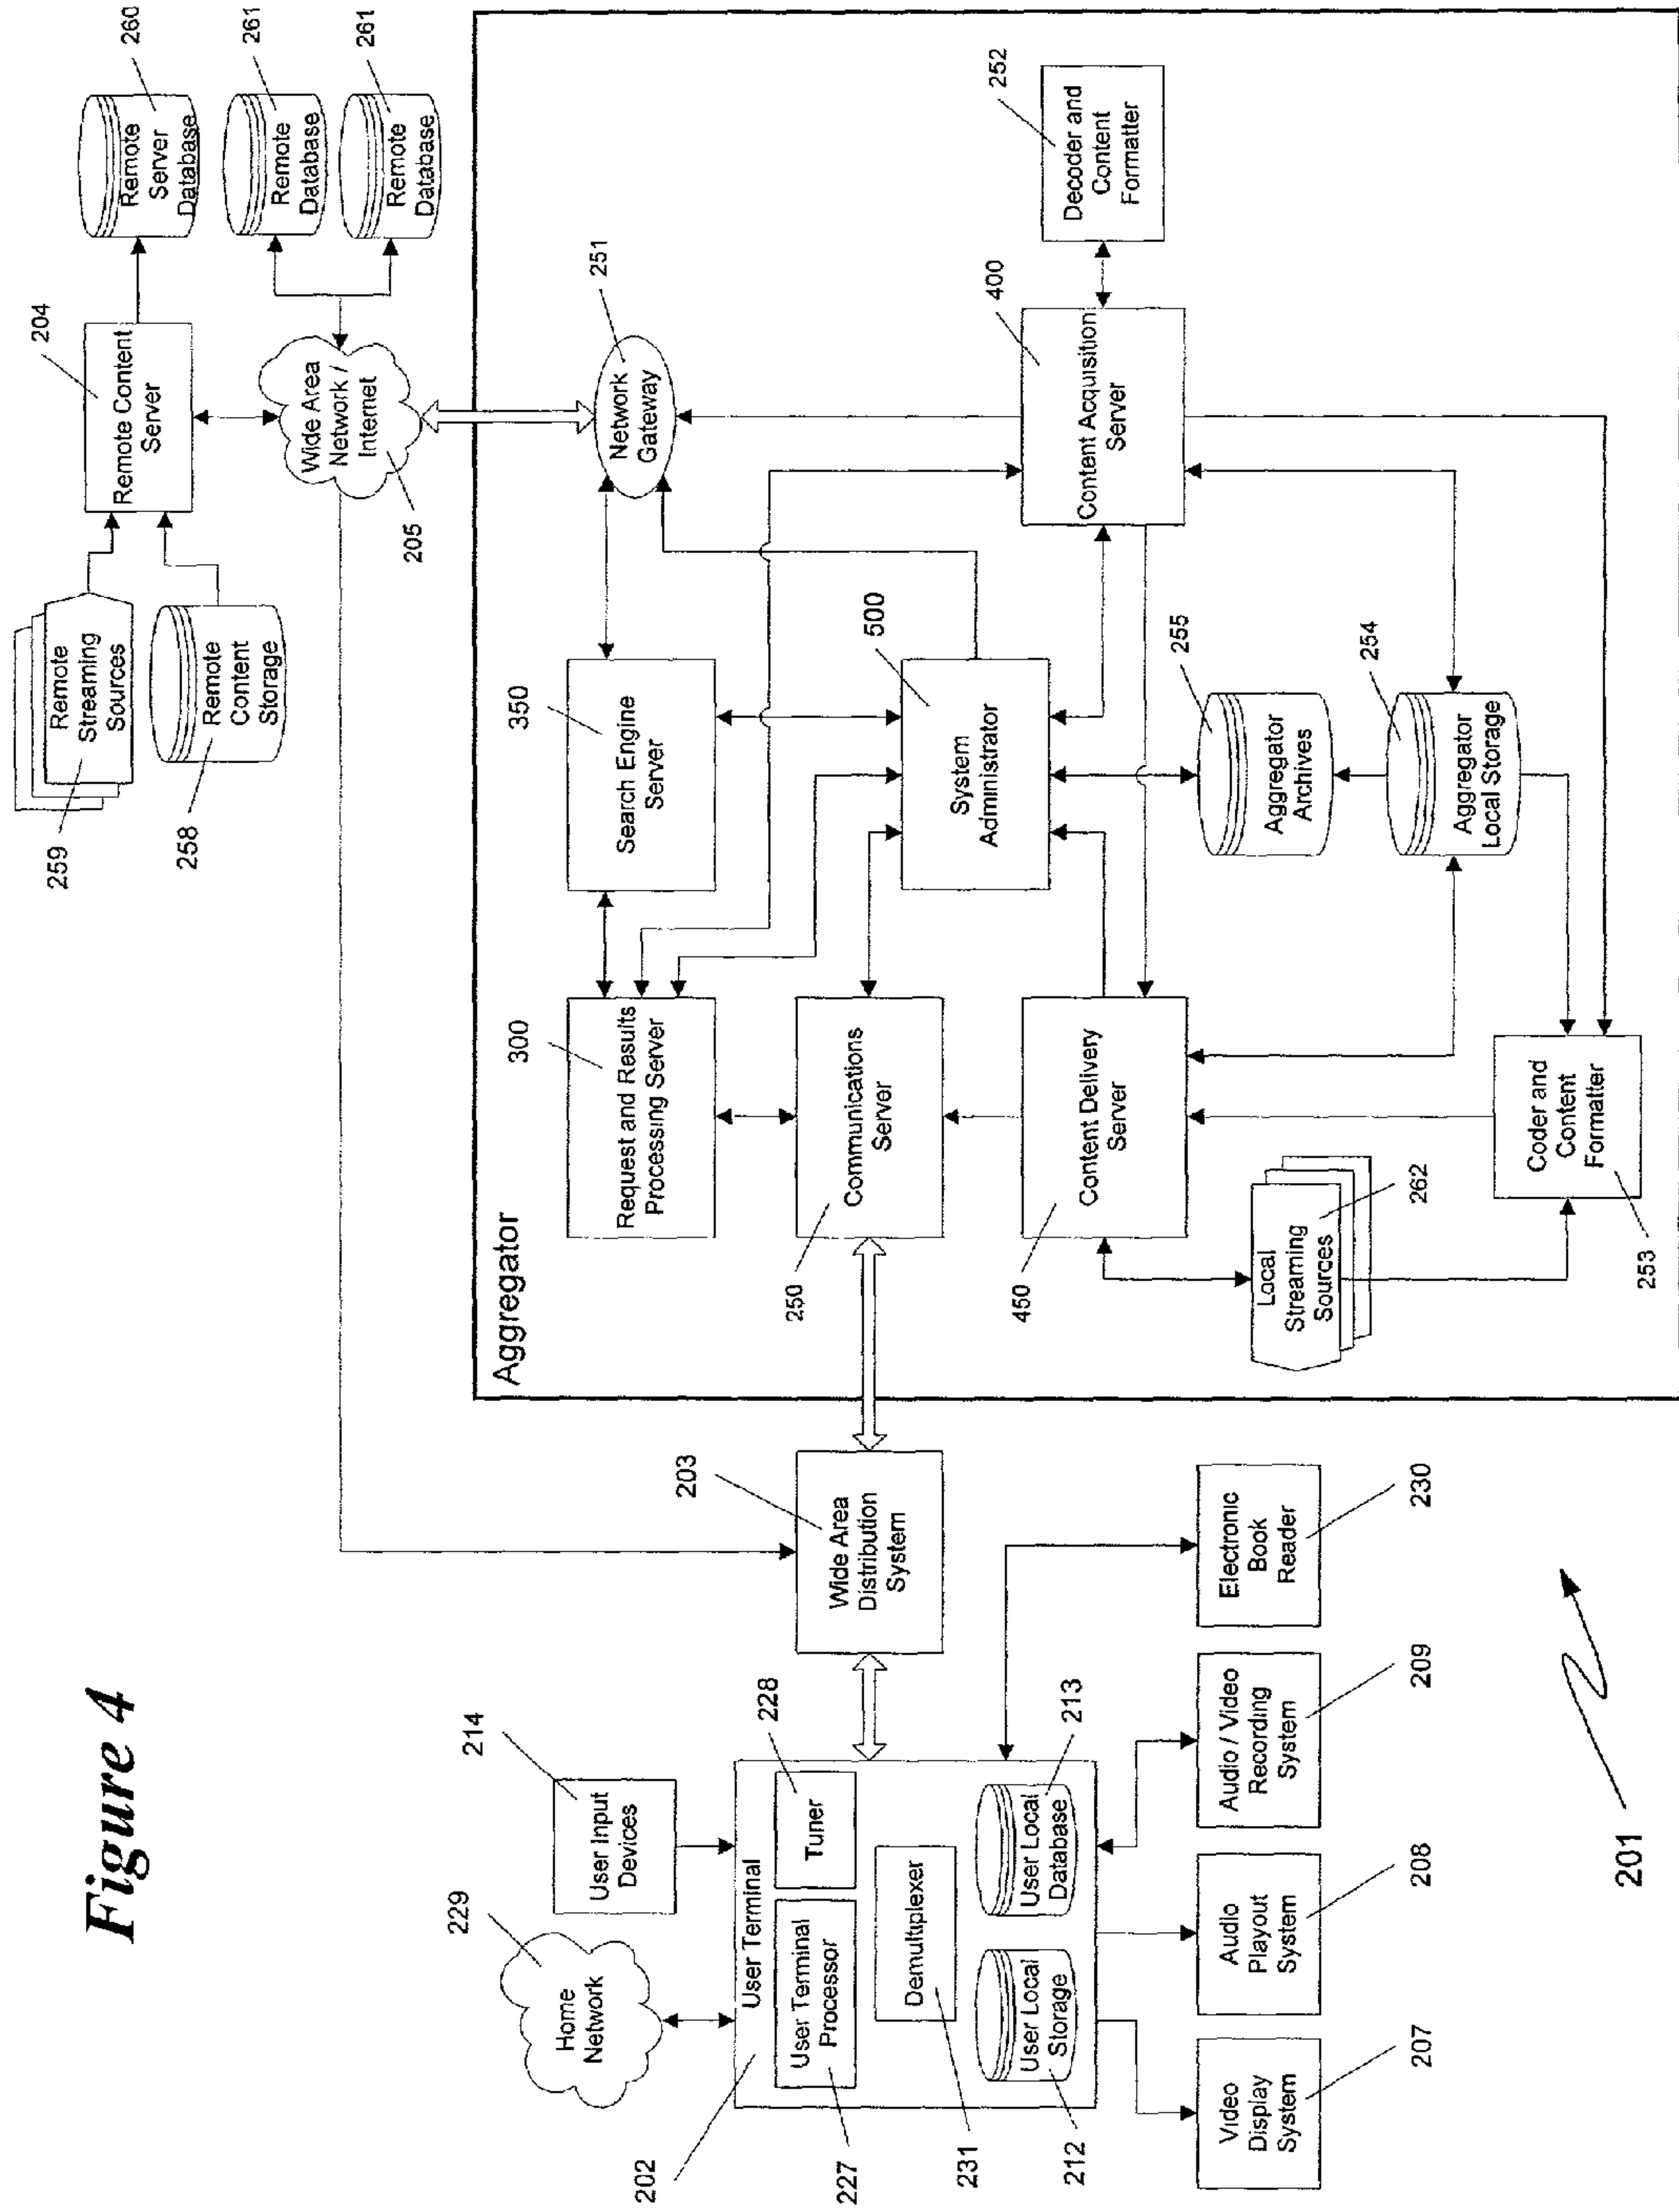 Figure 4
229
Home
Network
214
User Input
Devices
User Terminal
202
User Terminal
Processor
227
Tuner
228
Demultiplexer
231
User Local
Storage
212
User Local
Database
213
Video
Display
System
207
Audio
Playout
System
208
Audio / Video
Recording
System
209
Electronic
Book
Reader
230
201
203
Wide Area
Distribution
System
Aggregator
300
Request and Results
Processing Server
Communications
Server
250
Content Delivery
Server
450
Local
Streaming
Sources
262
Coder and
Content
Formatter
253
350
Search Engine
Server
500
System
Administrator
255
Aggregator
Archives
254
Aggregator
Local Storage
251
Network
Gateway
400
Content Acquisition
Server
252
Decoder and
Content
Formatter
Remote
Streaming
Sources
259
Remote
Content
Storage
258
204
Remote Content
Server
Wide Area
Network /
Internet
205
Remote
Server
Database
260
Remote
Database
261
Remote
Database
261